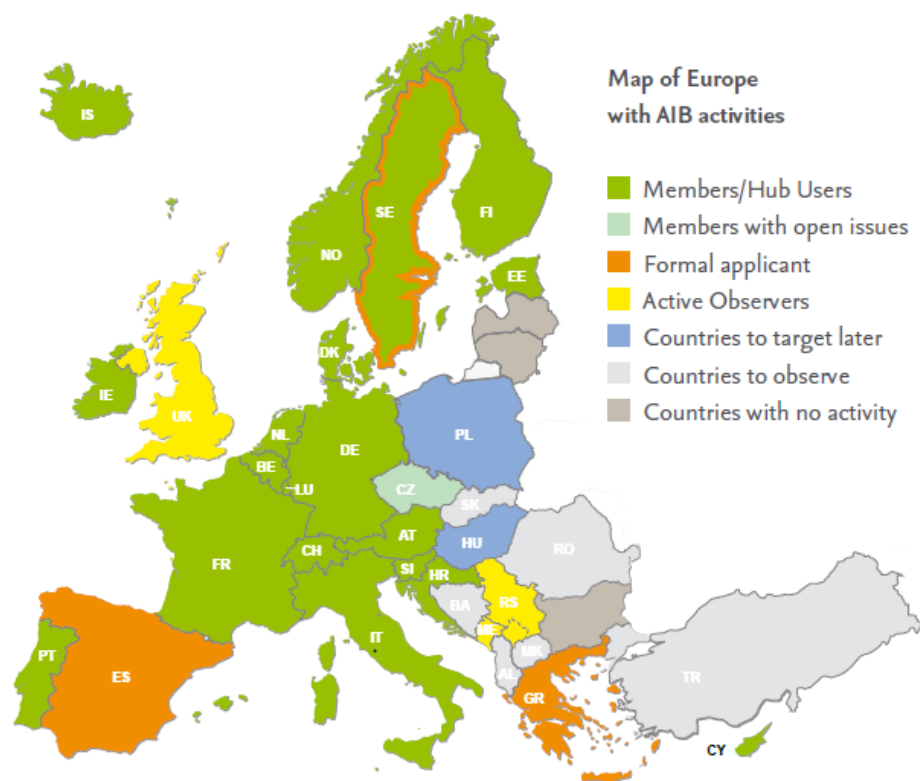 Map of Europe
with AIB activities
Members/Hub Users
Members with open issues
Formal applicant
Active Observers
Countries to target later
Countries to observe
Countries with no activity
IS
SE
FI
NO
EE
DK
IE
UK
NL
DE
PL
BE
LU
CZ
SK
FR
CH
AT
HU
RO
SI
HR
BA
RS
IT
ME
MK
AL
PT
ES
GR
TR
CY